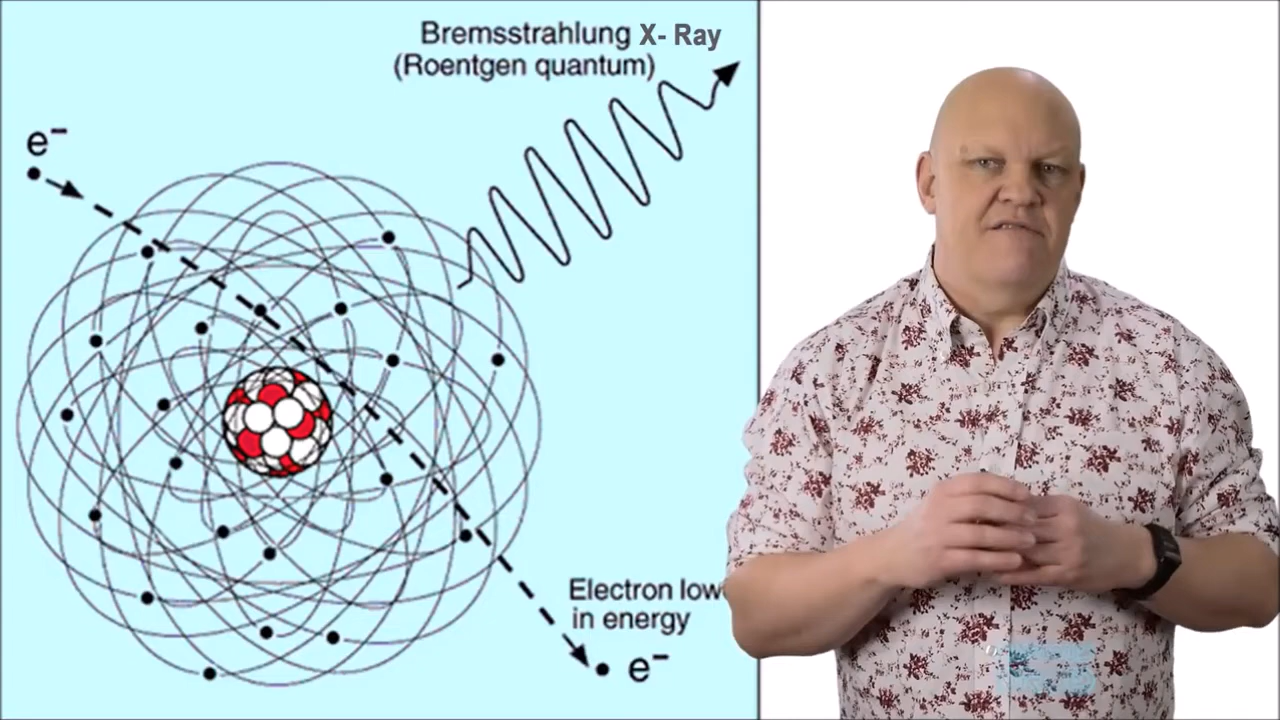 Bremsstrahlung X- Ray
(Roentgen quantum)
e⁻
Electron low
in energy
e⁻